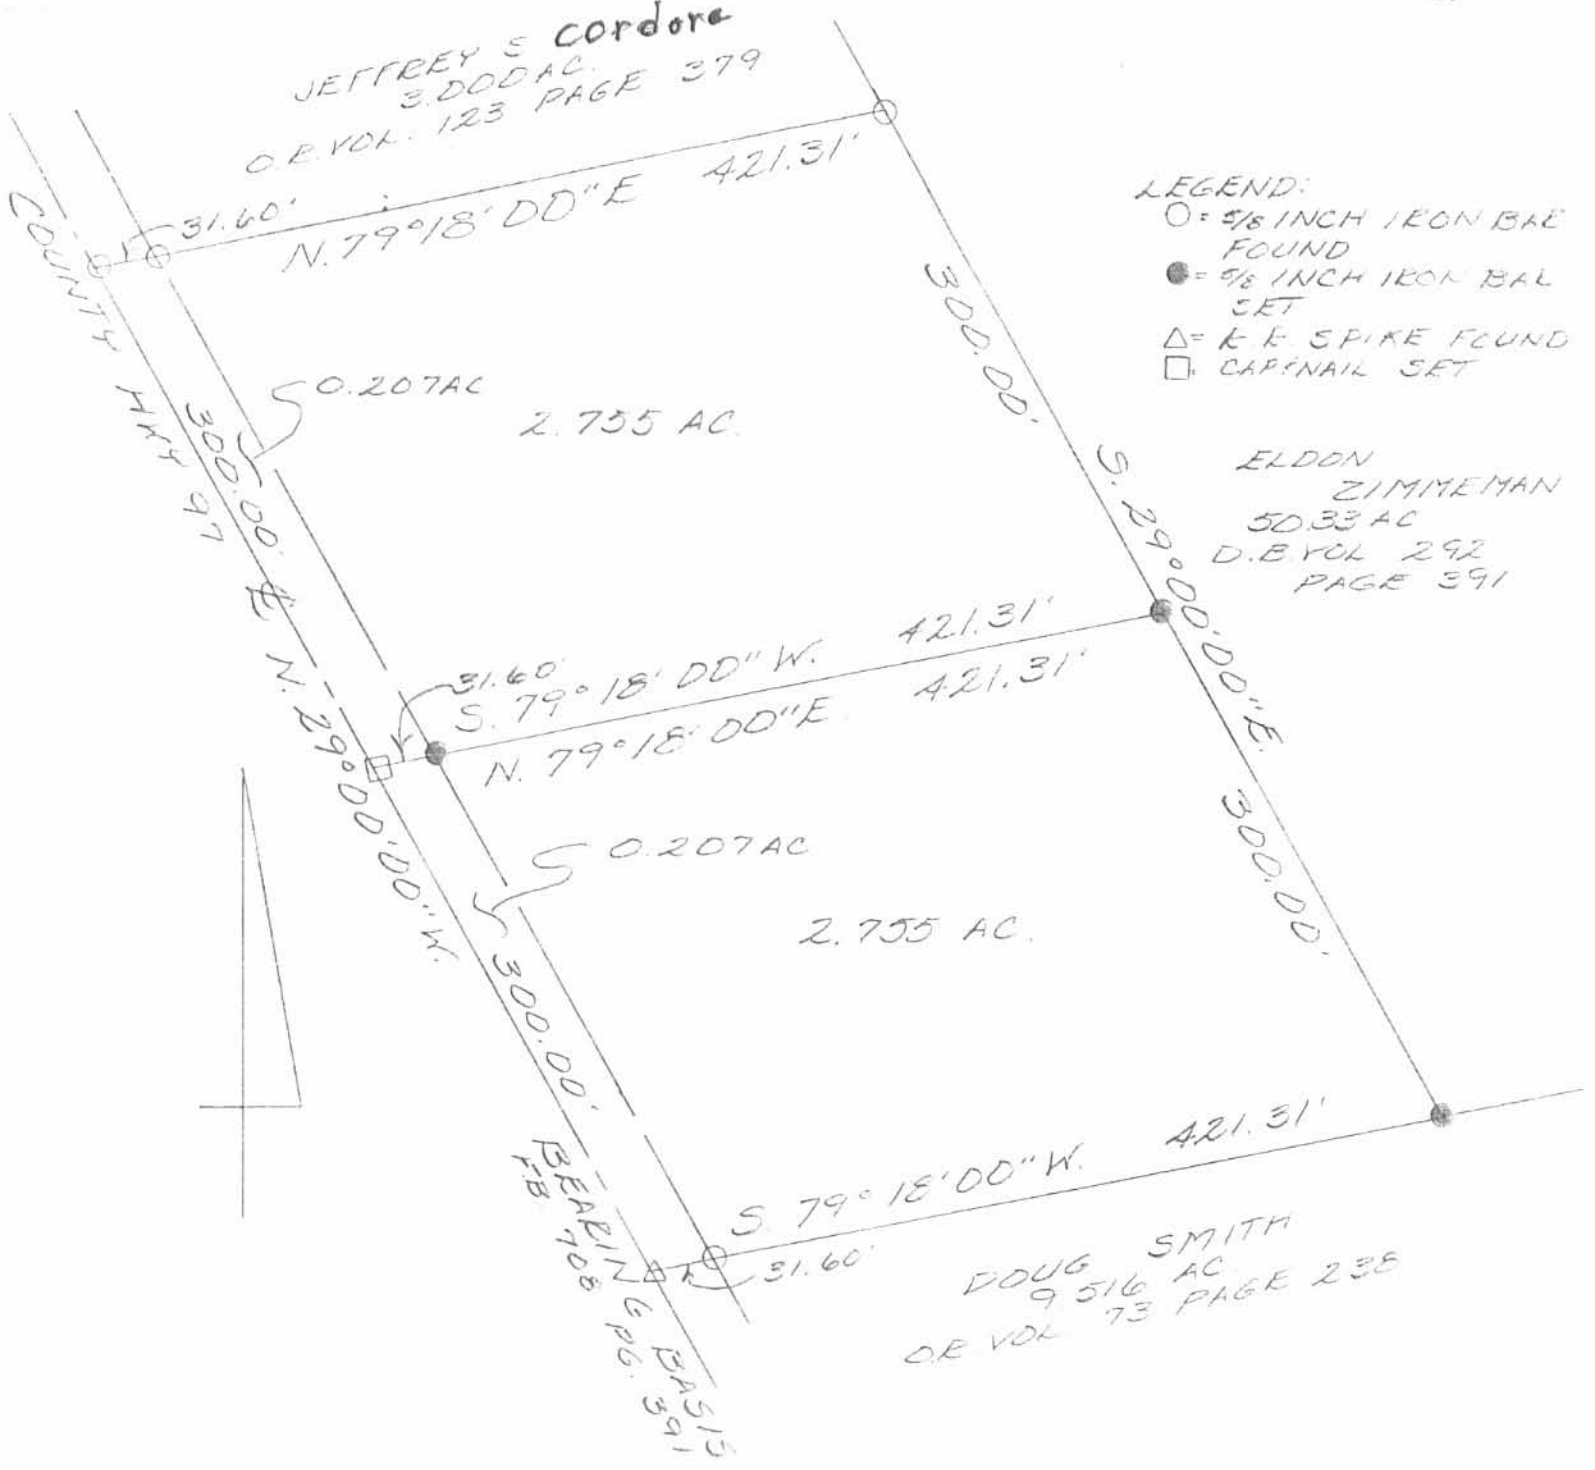 JEFFREY & Cordore
3.000 AC.
O.R. VOL. 123 PAGE 379
31.60'
N. 79°18'00"E 421.31'
LEGEND:
○ = 5/8 INCH IRON BAR
FOUND
● = 5/8 INCH IRON BAR
SET
△ = R.R. SPIKE FOUND
□ CAP/NAIL SET
COUNTY HWY 97
300.00' ℄ N. 29°00'00"W.
0.207AC
2.755 AC.
300.00'
S. 29°00'00"E.
ELDON
ZIMMEMAN
50.33 AC
D.B. VOL 292
PAGE 391
31.60'
S. 79°18'00"W. 421.31'
N. 79°18'00"E 421.31'
0.207AC
2.755 AC.
300.00'
300.00'
BEARING BASIS
F.B. 708 PG. 391
S. 79°18'00"W. 421.31'
31.60'
DOUG SMITH
9.516 AC
O.R. VOL 73 PAGE 238